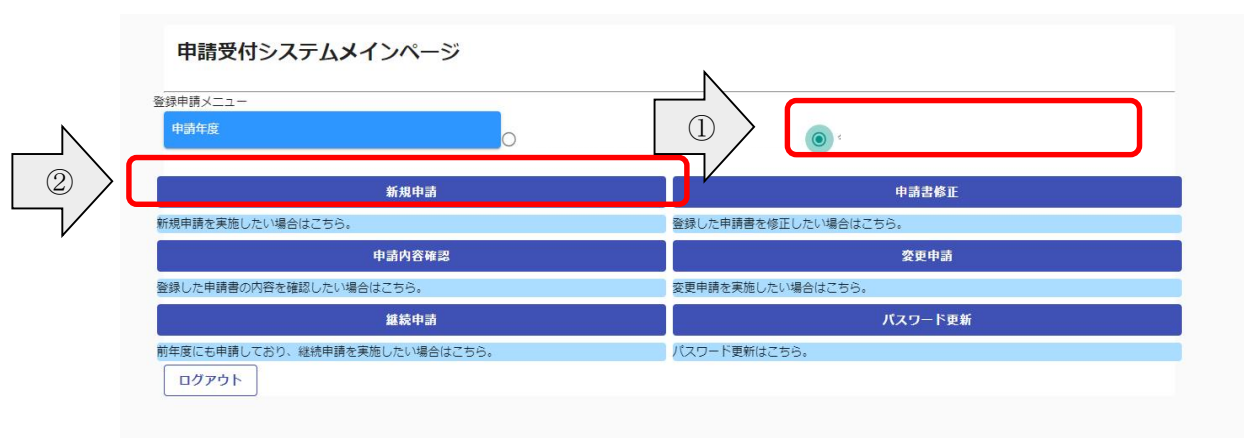 申請受付システムメインページ
登録申請メニュー
申請年度
①
②
新規申請
申請書修正
新規申請を実施したい場合はこちら。
登録した申請書を修正したい場合はこちら。
申請内容確認
変更申請
登録した申請書の内容を確認したい場合はこちら。
変更申請を実施したい場合はこちら。
継続申請
パスワード更新
前年度にも申請しており、継続申請を実施したい場合はこちら。
パスワード更新はこちら。
ログアウト